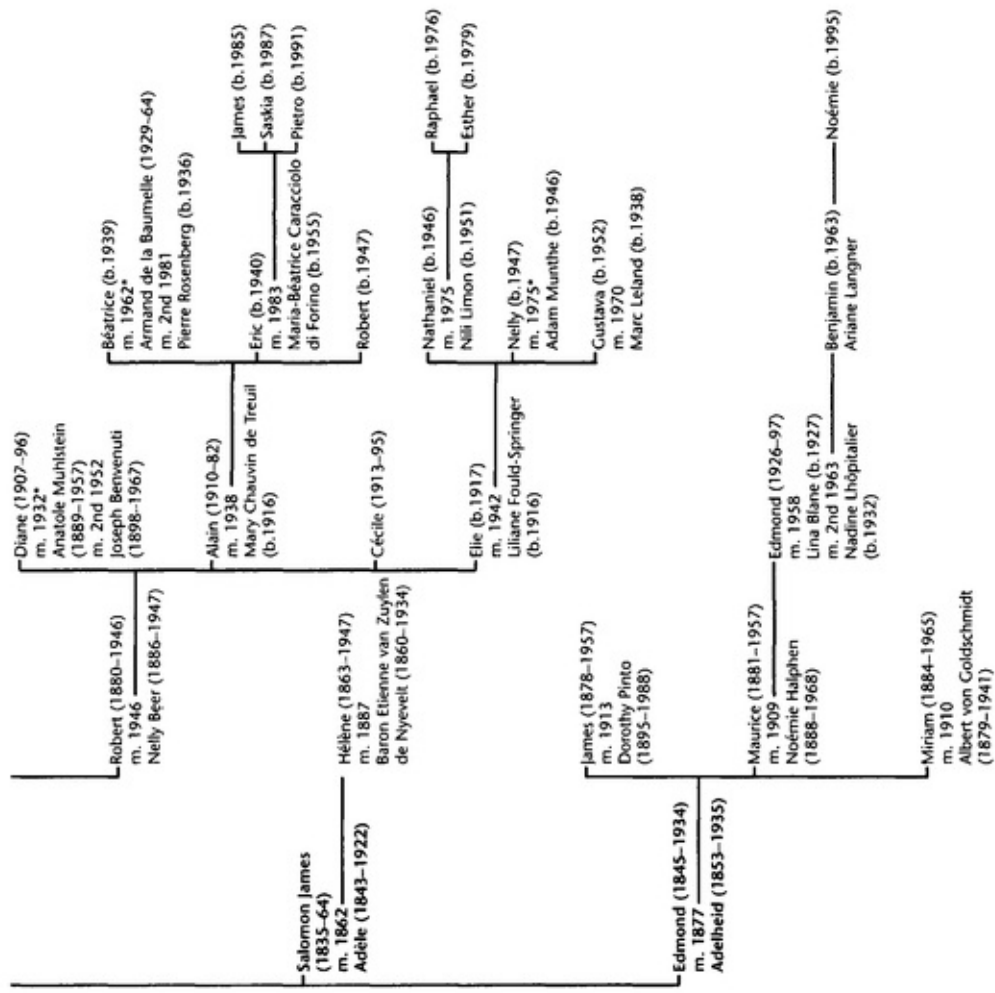 Salomon James
(1835–64)
m. 1862
Adèle (1843–1922)
Edmond (1845–1934)
m. 1877
Adelheid (1853–1935)
Robert (1880–1946)
m. 1946
Nelly Beer (1886–1947)
Hélène (1863–1947)
m. 1887
Baron Etienne van Zuylen
de Nyevelt (1860–1934)
James (1878–1957)
m. 1913
Dorothy Pinto
(1895–1988)
Maurice (1881–1957)
m. 1909
Noémie Halphen
(1888–1968)
Miriam (1884–1965)
m. 1910
Albert von Goldschmidt
(1879–1941)
Diane (1907–96)
m. 1932*
Anatole Muhlstein
(1889–1957)
m. 2nd 1952
Joseph Benvenuti
(1898–1967)
Alain (1910–82)
m. 1938
Mary Chauvin de Treuil
(b.1916)
Cécile (1913–95)
Elie (b.1917)
m. 1942
Liliane Fould-Springer
(b.1916)
Edmond (1926–97)
m. 1958
Lina Blane (b.1927)
m. 2nd 1963
Nadine Lhôpitalier
(b.1932)
Béatrice (b.1939)
m. 1962*
Armand de la Baumelle (1929–64)
m. 2nd 1981
Pierre Rosenberg (b.1936)
Eric (b.1940)
m. 1983
Maria-Béatrice Caracciolo
di Forino (b.1955)
Robert (b.1947)
Nathaniel (b.1946)
m. 1975
Nili Limon (b.1951)
Nelly (b.1947)
m. 1975*
Adam Munthe (b.1946)
Gustava (b.1952)
m. 1970
Marc Leland (b.1938)
Benjamin (b.1963)
Ariane Langner
James (b.1985)
Saskia (b.1987)
Pietro (b.1991)
Raphael (b.1976)
Esther (b.1979)
Noémie (b.1995)